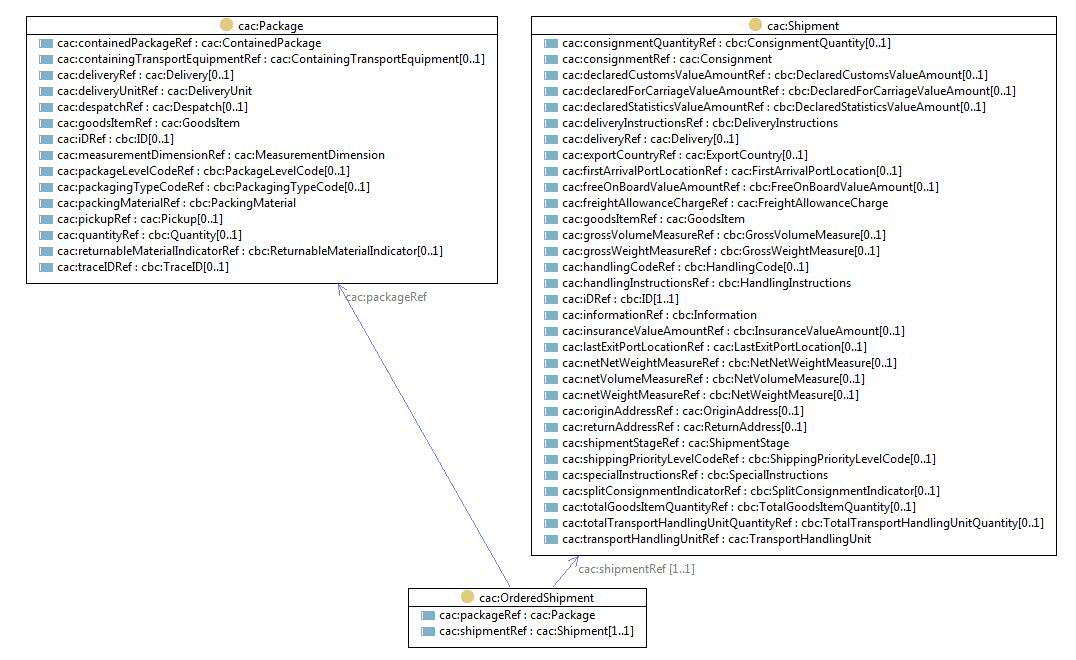 cac:Package
cac:containedPackageRef : cac:ContainedPackage
cac:containingTransportEquipmentRef : cac:ContainingTransportEquipment[0..1]
cac:deliveryRef : cac:Delivery[0..1]
cac:deliveryUnitRef : cac:DeliveryUnit
cac:despatchRef : cac:Despatch[0..1]
cac:goodsItemRef : cac:GoodsItem
cac:iDRef : cbc:ID[0..1]
cac:measurementDimensionRef : cac:MeasurementDimension
cac:packageLevelCodeRef : cbc:PackageLevelCode[0..1]
cac:packagingTypeCodeRef : cbc:PackagingTypeCode[0..1]
cac:packingMaterialRef : cbc:PackingMaterial
cac:pickupRef : cac:Pickup[0..1]
cac:quantityRef : cbc:Quantity[0..1]
cac:returnableMaterialIndicatorRef : cbc:ReturnableMaterialIndicator[0..1]
cac:traceIDRef : cbc:TraceID[0..1]
cac:Shipment
cac:consignmentQuantityRef : cbc:ConsignmentQuantity[0..1]
cac:consignmentRef : cac:Consignment
cac:declaredCustomsValueAmountRef : cbc:DeclaredCustomsValueAmount[0..1]
cac:declaredForCarriageValueAmountRef : cbc:DeclaredForCarriageValueAmount[0..1]
cac:declaredStatisticsValueAmountRef : cbc:DeclaredStatisticsValueAmount[0..1]
cac:deliveryInstructionsRef : cbc:DeliveryInstructions
cac:deliveryRef : cac:Delivery[0..1]
cac:exportCountryRef : cac:ExportCountry[0..1]
cac:firstArrivalPortLocationRef : cac:FirstArrivalPortLocation[0..1]
cac:freeOnBoardValueAmountRef : cbc:FreeOnBoardValueAmount[0..1]
cac:freightAllowanceChargeRef : cac:FreightAllowanceCharge
cac:goodsItemRef : cac:GoodsItem
cac:grossVolumeMeasureRef : cbc:GrossVolumeMeasure[0..1]
cac:grossWeightMeasureRef : cbc:GrossWeightMeasure[0..1]
cac:handlingCodeRef : cbc:HandlingCode[0..1]
cac:handlingInstructionsRef : cbc:HandlingInstructions
cac:iDRef : cbc:ID[1..1]
cac:informationRef : cbc:Information
cac:insuranceValueAmountRef : cbc:InsuranceValueAmount[0..1]
cac:lastExitPortLocationRef : cac:LastExitPortLocation[0..1]
cac:netNetWeightMeasureRef : cbc:NetNetWeightMeasure[0..1]
cac:netVolumeMeasureRef : cbc:NetVolumeMeasure[0..1]
cac:netWeightMeasureRef : cbc:NetWeightMeasure[0..1]
cac:originAddressRef : cac:OriginAddress[0..1]
cac:returnAddressRef : cac:ReturnAddress[0..1]
cac:shipmentStageRef : cac:ShipmentStage
cac:shippingPriorityLevelCodeRef : cbc:ShippingPriorityLevelCode[0..1]
cac:specialInstructionsRef : cbc:SpecialInstructions
cac:splitConsignmentIndicatorRef : cbc:SplitConsignmentIndicator[0..1]
cac:totalGoodsItemQuantityRef : cbc:TotalGoodsItemQuantity[0..1]
cac:totalTransportHandlingUnitQuantityRef : cbc:TotalTransportHandlingUnitQuantity[0..1]
cac:transportHandlingUnitRef : cac:TransportHandlingUnit
cac:packageRef
cac:shipmentRef [1..1]
cac:OrderedShipment
cac:packageRef : cac:Package
cac:shipmentRef : cac:Shipment[1..1]